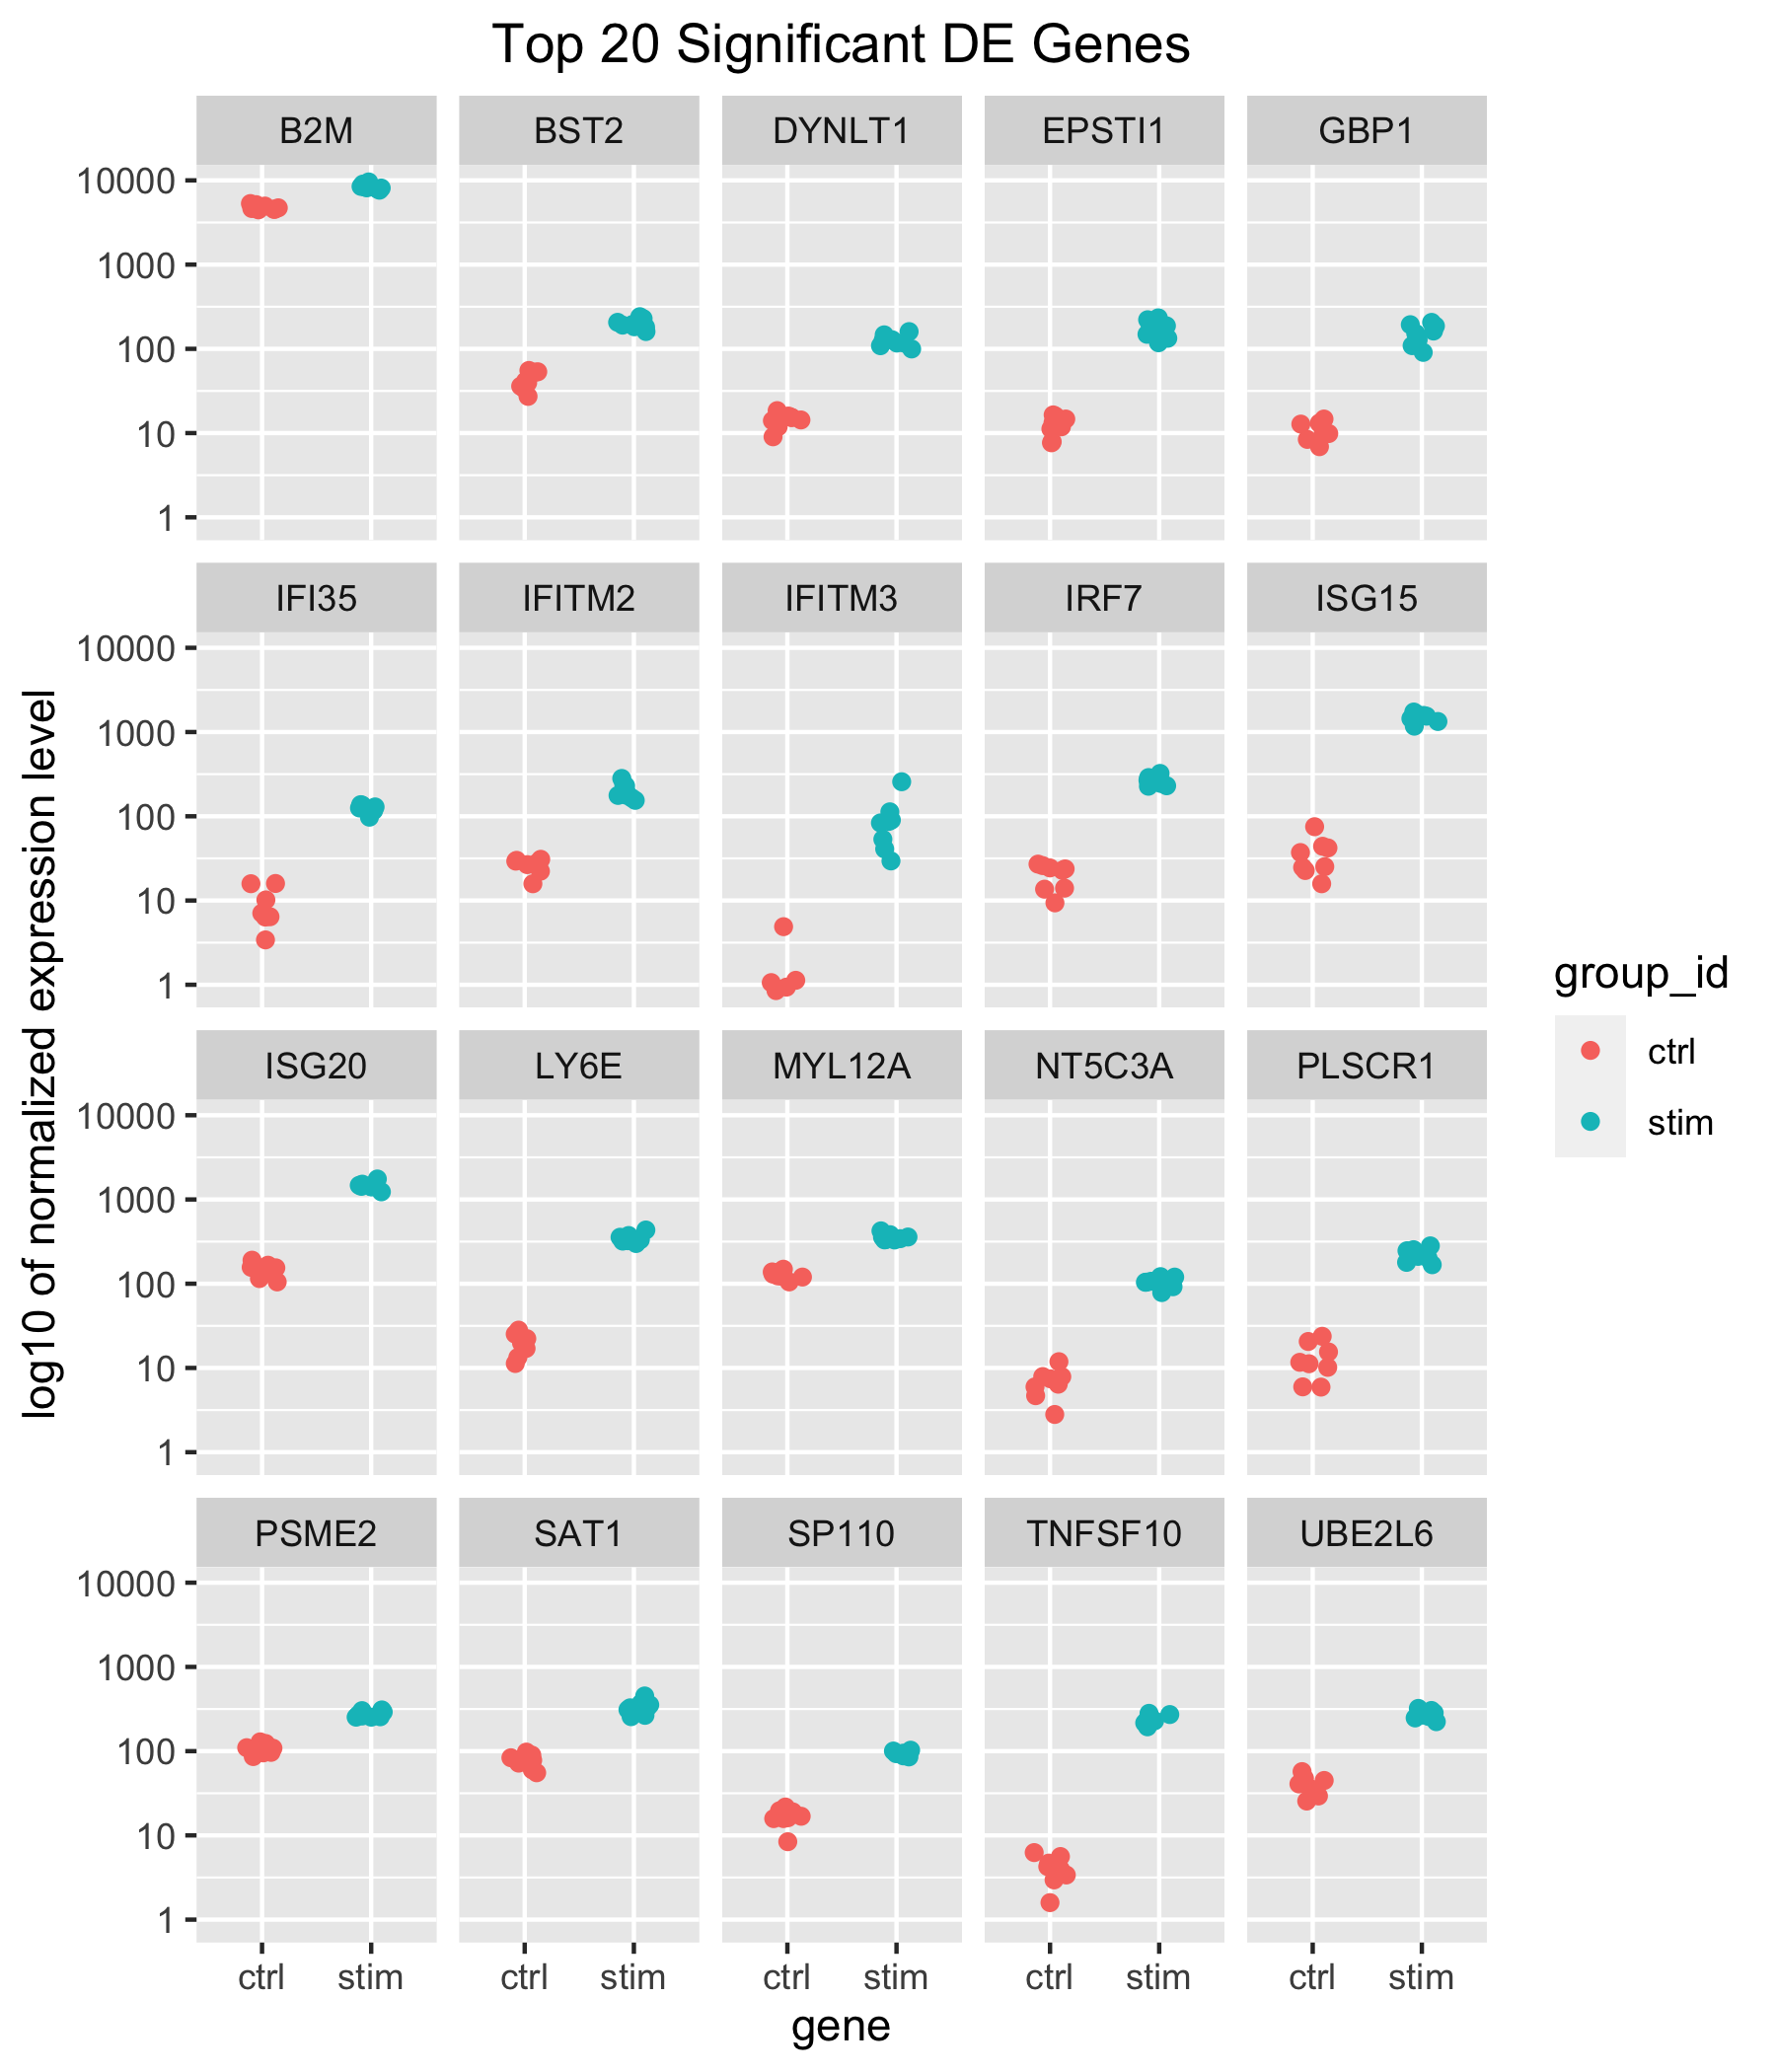 Top 20 Significant DE Genes
B2M BST2 DYNLT1 EPSTI1 GBP1
10000
1000
100
10
1
IFI35 IFITM2 IFITM3 IRF7 ISG15
10000
1000
100
10
1
ISG20 LY6E MYL12A NT5C3A PLSCR1
10000
1000
100
10
1
PSME2 SAT1 SP110 TNFSF10 UBE2L6
10000
1000
100
10
1
ctrl stim ctrl stim ctrl stim ctrl stim ctrl stim
gene
log10 of normalized expression level
group_id
ctrl
stim